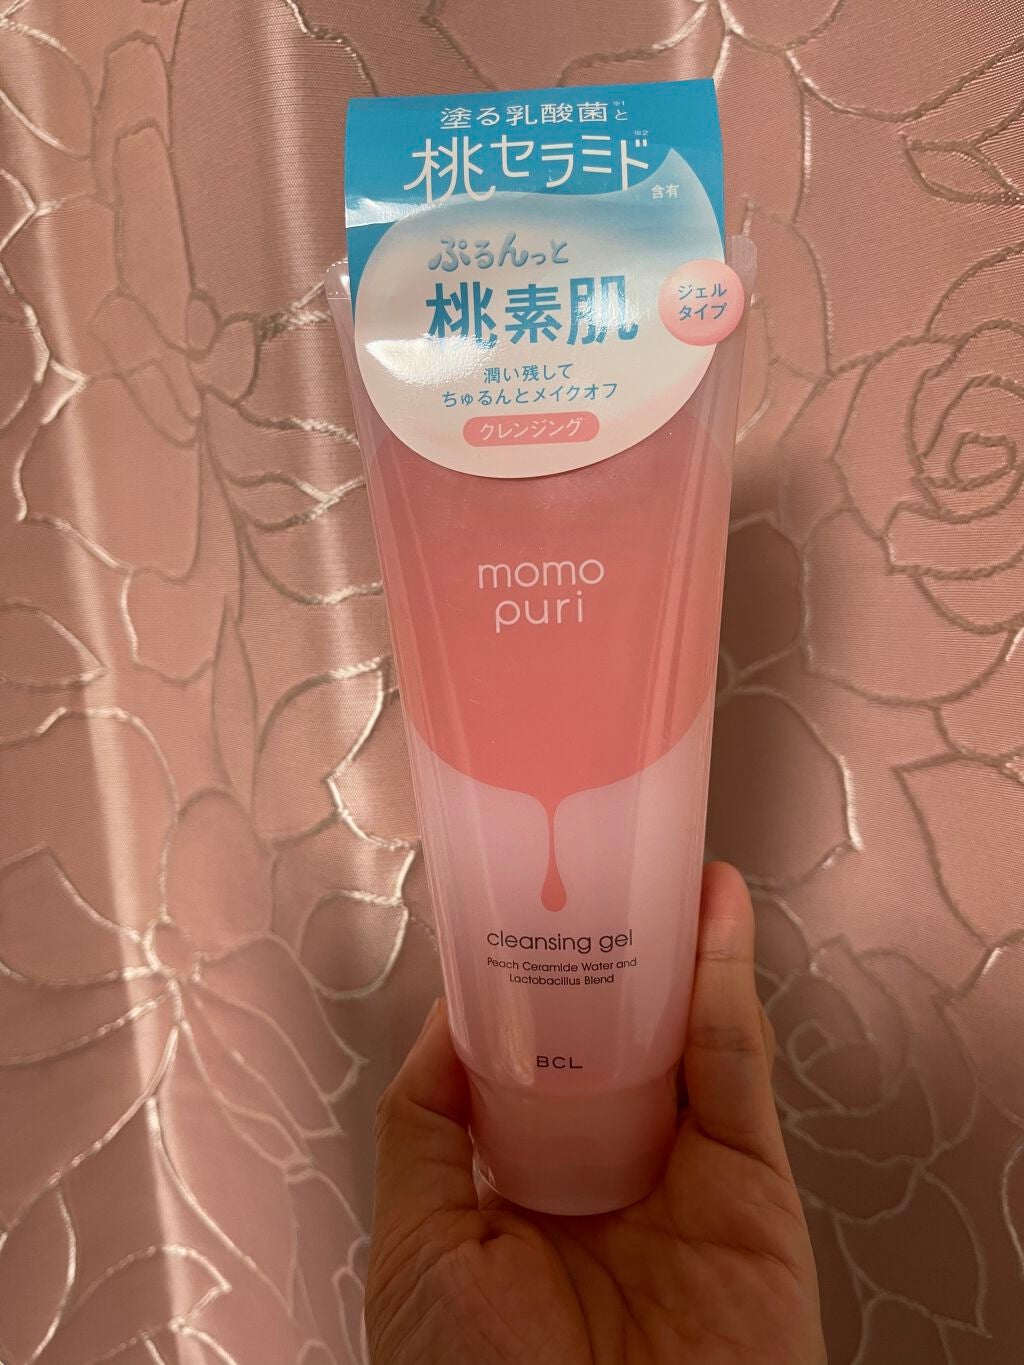 塗る乳酸菌※1と
桃セラミド※2
含有
ぷるんっと
桃素肌
ジェル
タイプ
潤い残して
ちゅるんとメイクオフ
クレンジング
momo
puri
cleansing gel
Peach Ceramide Water and
Lactobacillus Blend
BCL